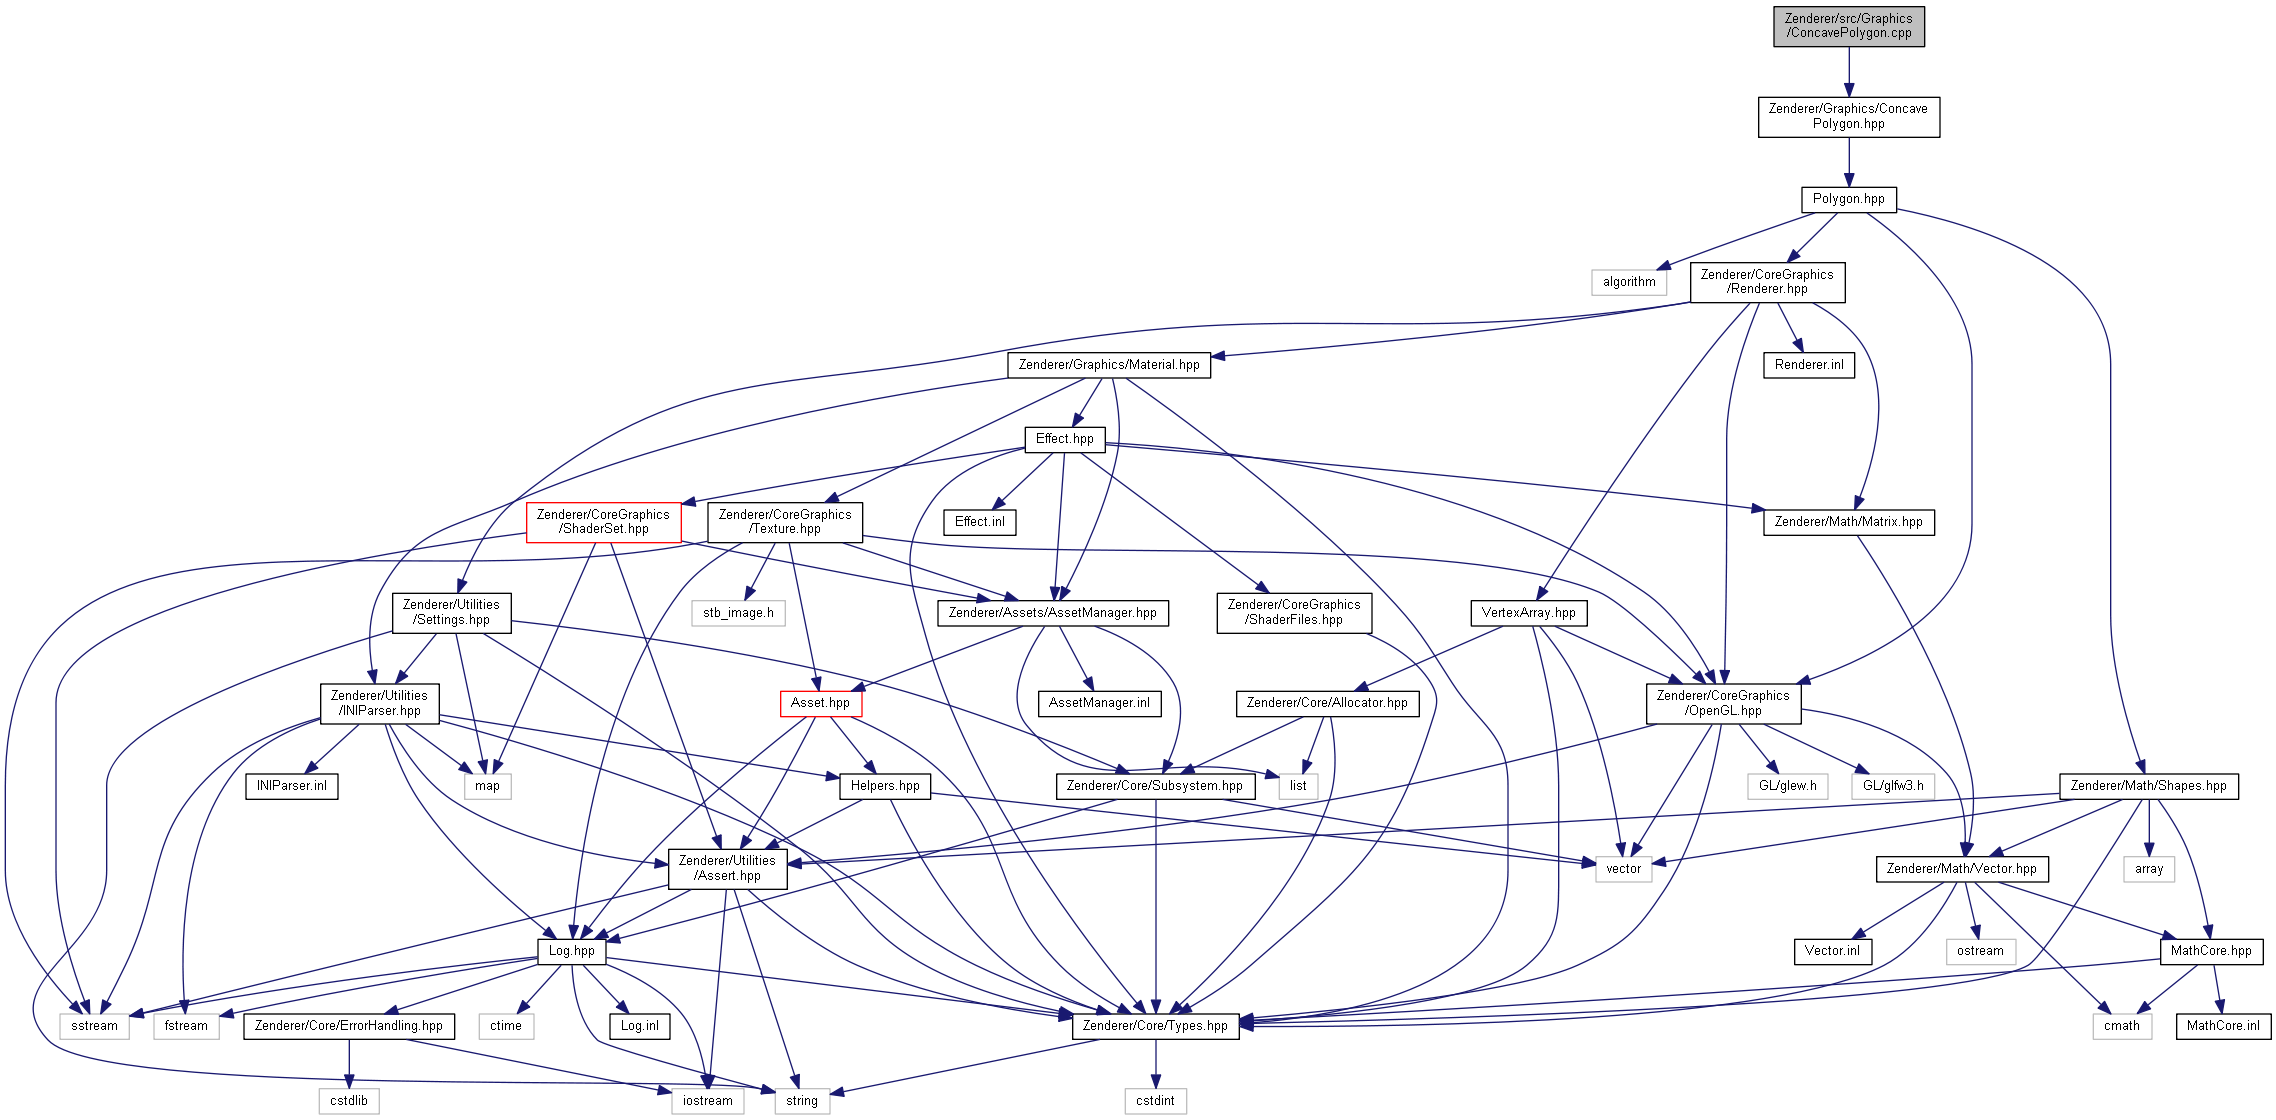 Zenderer/src/Graphics
/ConcavePolygon.cpp
Zenderer/Graphics/Concave
Polygon.hpp
Polygon.hpp
algorithm
Zenderer/CoreGraphics
/Renderer.hpp
Zenderer/Graphics/Material.hpp
Renderer.inl
Effect.hpp
Zenderer/CoreGraphics
/ShaderSet.hpp
Zenderer/CoreGraphics
/Texture.hpp
Effect.inl
Zenderer/Math/Matrix.hpp
Zenderer/Utilities
/Settings.hpp
stb_image.h
Zenderer/Assets/AssetManager.hpp
Zenderer/CoreGraphics
/ShaderFiles.hpp
VertexArray.hpp
Zenderer/Utilities
/INIParser.hpp
Asset.hpp
AssetManager.inl
Zenderer/Core/Allocator.hpp
Zenderer/CoreGraphics
/OpenGL.hpp
INIParser.inl
map
Helpers.hpp
Zenderer/Core/Subsystem.hpp
list
GL/glew.h
GL/glfw3.h
Zenderer/Math/Shapes.hpp
Zenderer/Utilities
/Assert.hpp
vector
Zenderer/Math/Vector.hpp
array
Log.hpp
Vector.inl
ostream
MathCore.hpp
sstream
fstream
Zenderer/Core/ErrorHandling.hpp
ctime
Log.inl
Zenderer/Core/Types.hpp
cmath
MathCore.inl
cstdlib
iostream
string
cstdint